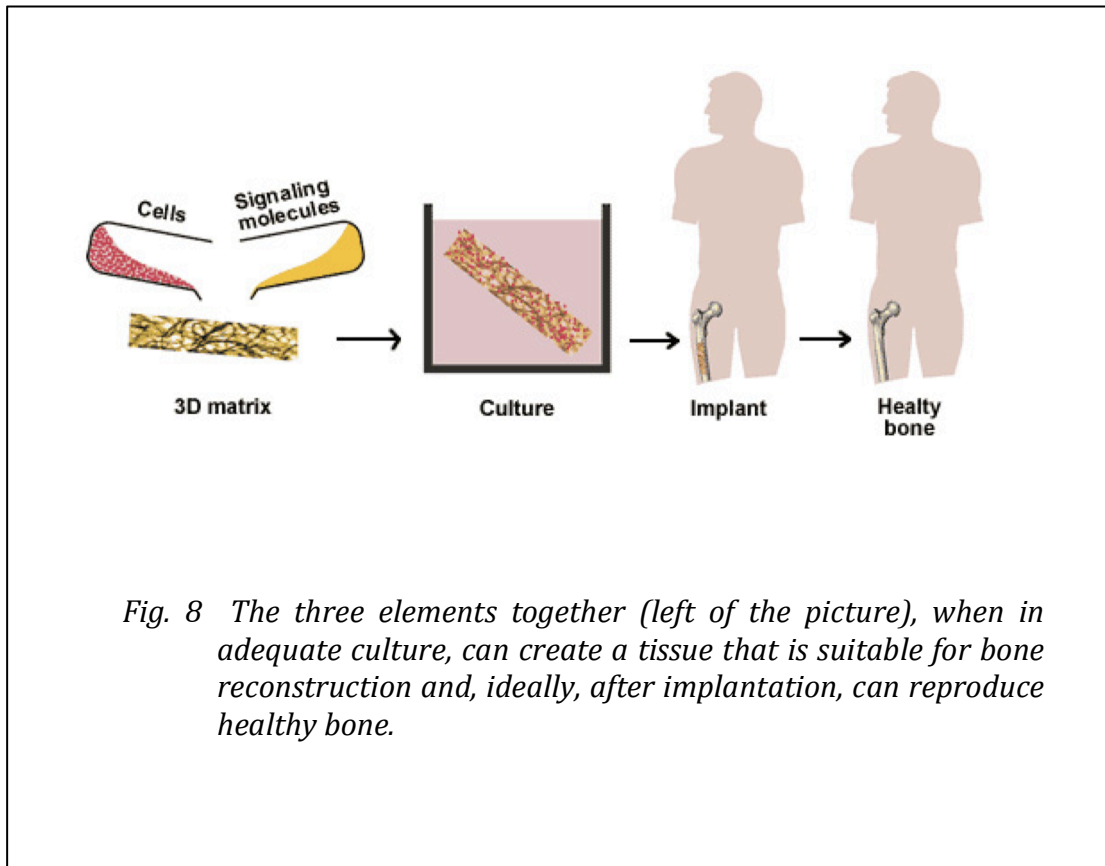 Cells
Signaling
molecules
3D matrix
Culture
Implant
Healty
bone
Fig. 8 The three elements together (left of the picture), when in
adequate culture, can create a tissue that is suitable for bone
reconstruction and, ideally, after implantation, can reproduce
healthy bone.